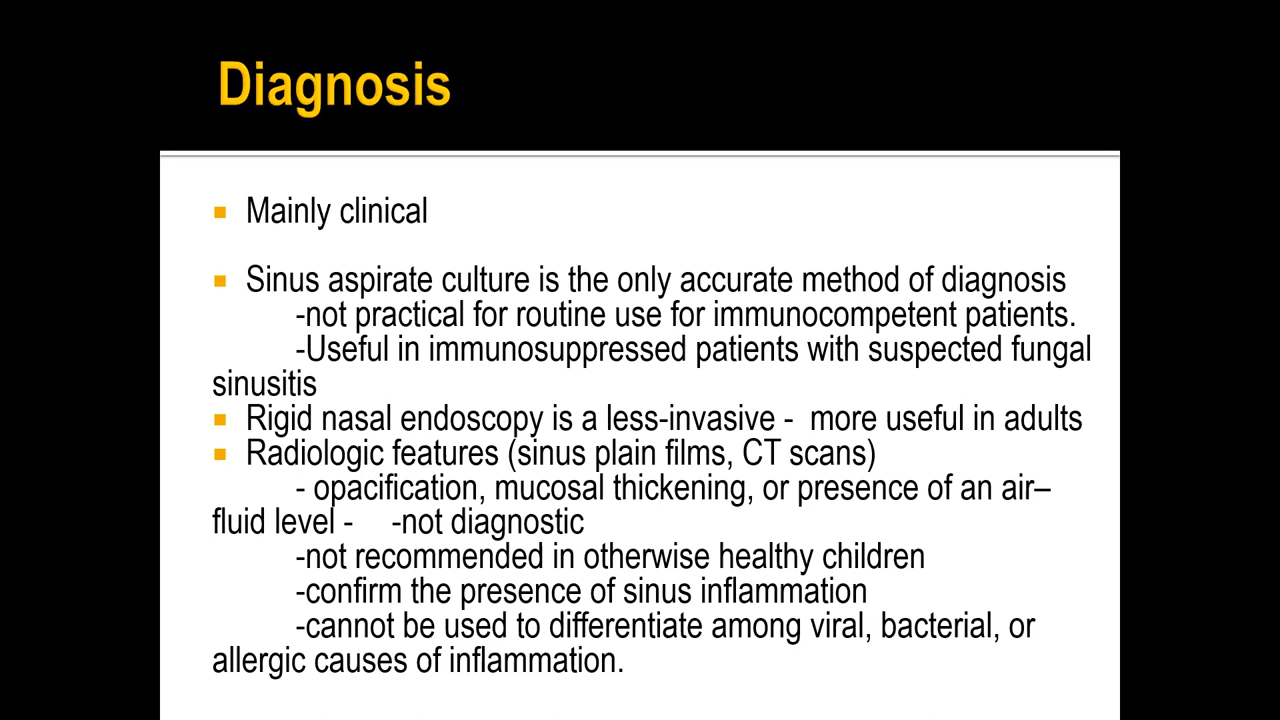 Diagnosis
Mainly clinical
Sinus aspirate culture is the only accurate method of diagnosis
-not practical for routine use for immunocompetent patients.
-Useful in immunosuppressed patients with suspected fungal
sinusitis
Rigid nasal endoscopy is a less-invasive - more useful in adults
Radiologic features (sinus plain films, CT scans)
- opacification, mucosal thickening, or presence of an air–
fluid level - -not diagnostic
-not recommended in otherwise healthy children
-confirm the presence of sinus inflammation
-cannot be used to differentiate among viral, bacterial, or
allergic causes of inflammation.